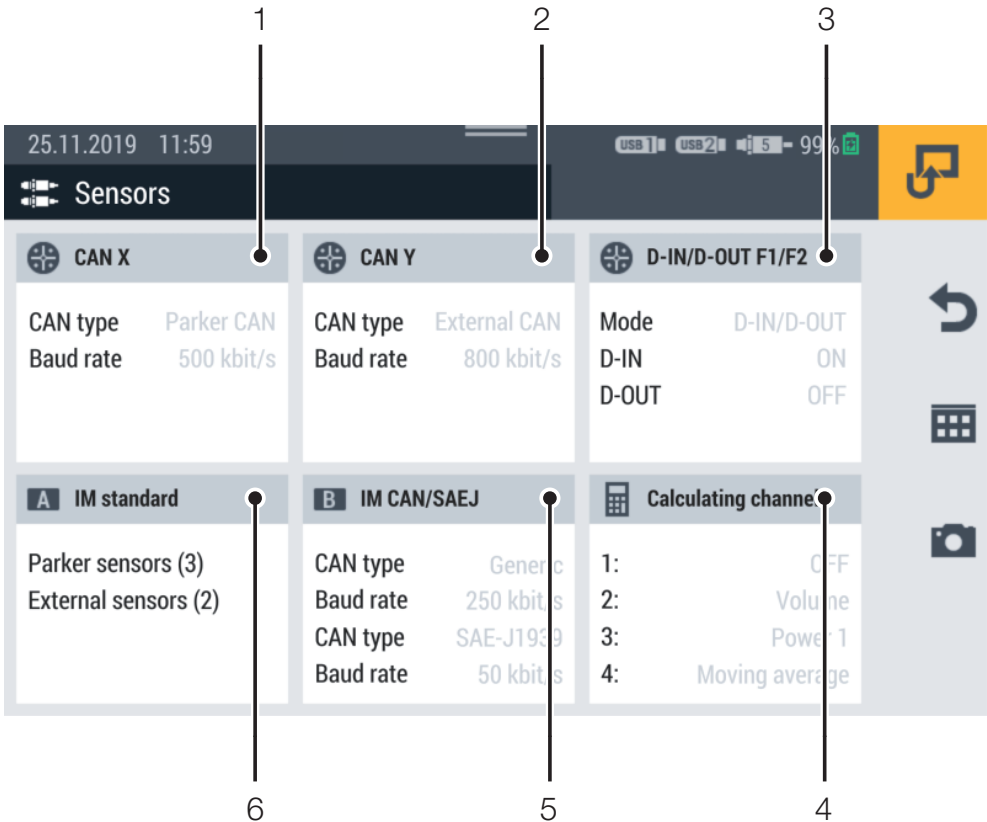 1 2 3
25.11.2019 11:59 USB 1 USB 2 5 99%
Sensors
CAN X
CAN type Parker CAN
Baud rate 500 kbit/s
CAN Y
CAN type External CAN
Baud rate 800 kbit/s
D-IN/D-OUT F1/F2
Mode D-IN/D-OUT
D-IN ON
D-OUT OFF
A IM standard
Parker sensors (3)
External sensors (2)
B IM CAN/SAEJ
CAN type Generic
Baud rate 250 kbit/s
CAN type SAE-J1939
Baud rate 50 kbit/s
Calculating channel
1: OFF
2: Volume
3: Power 1
4: Moving average
6 5 4